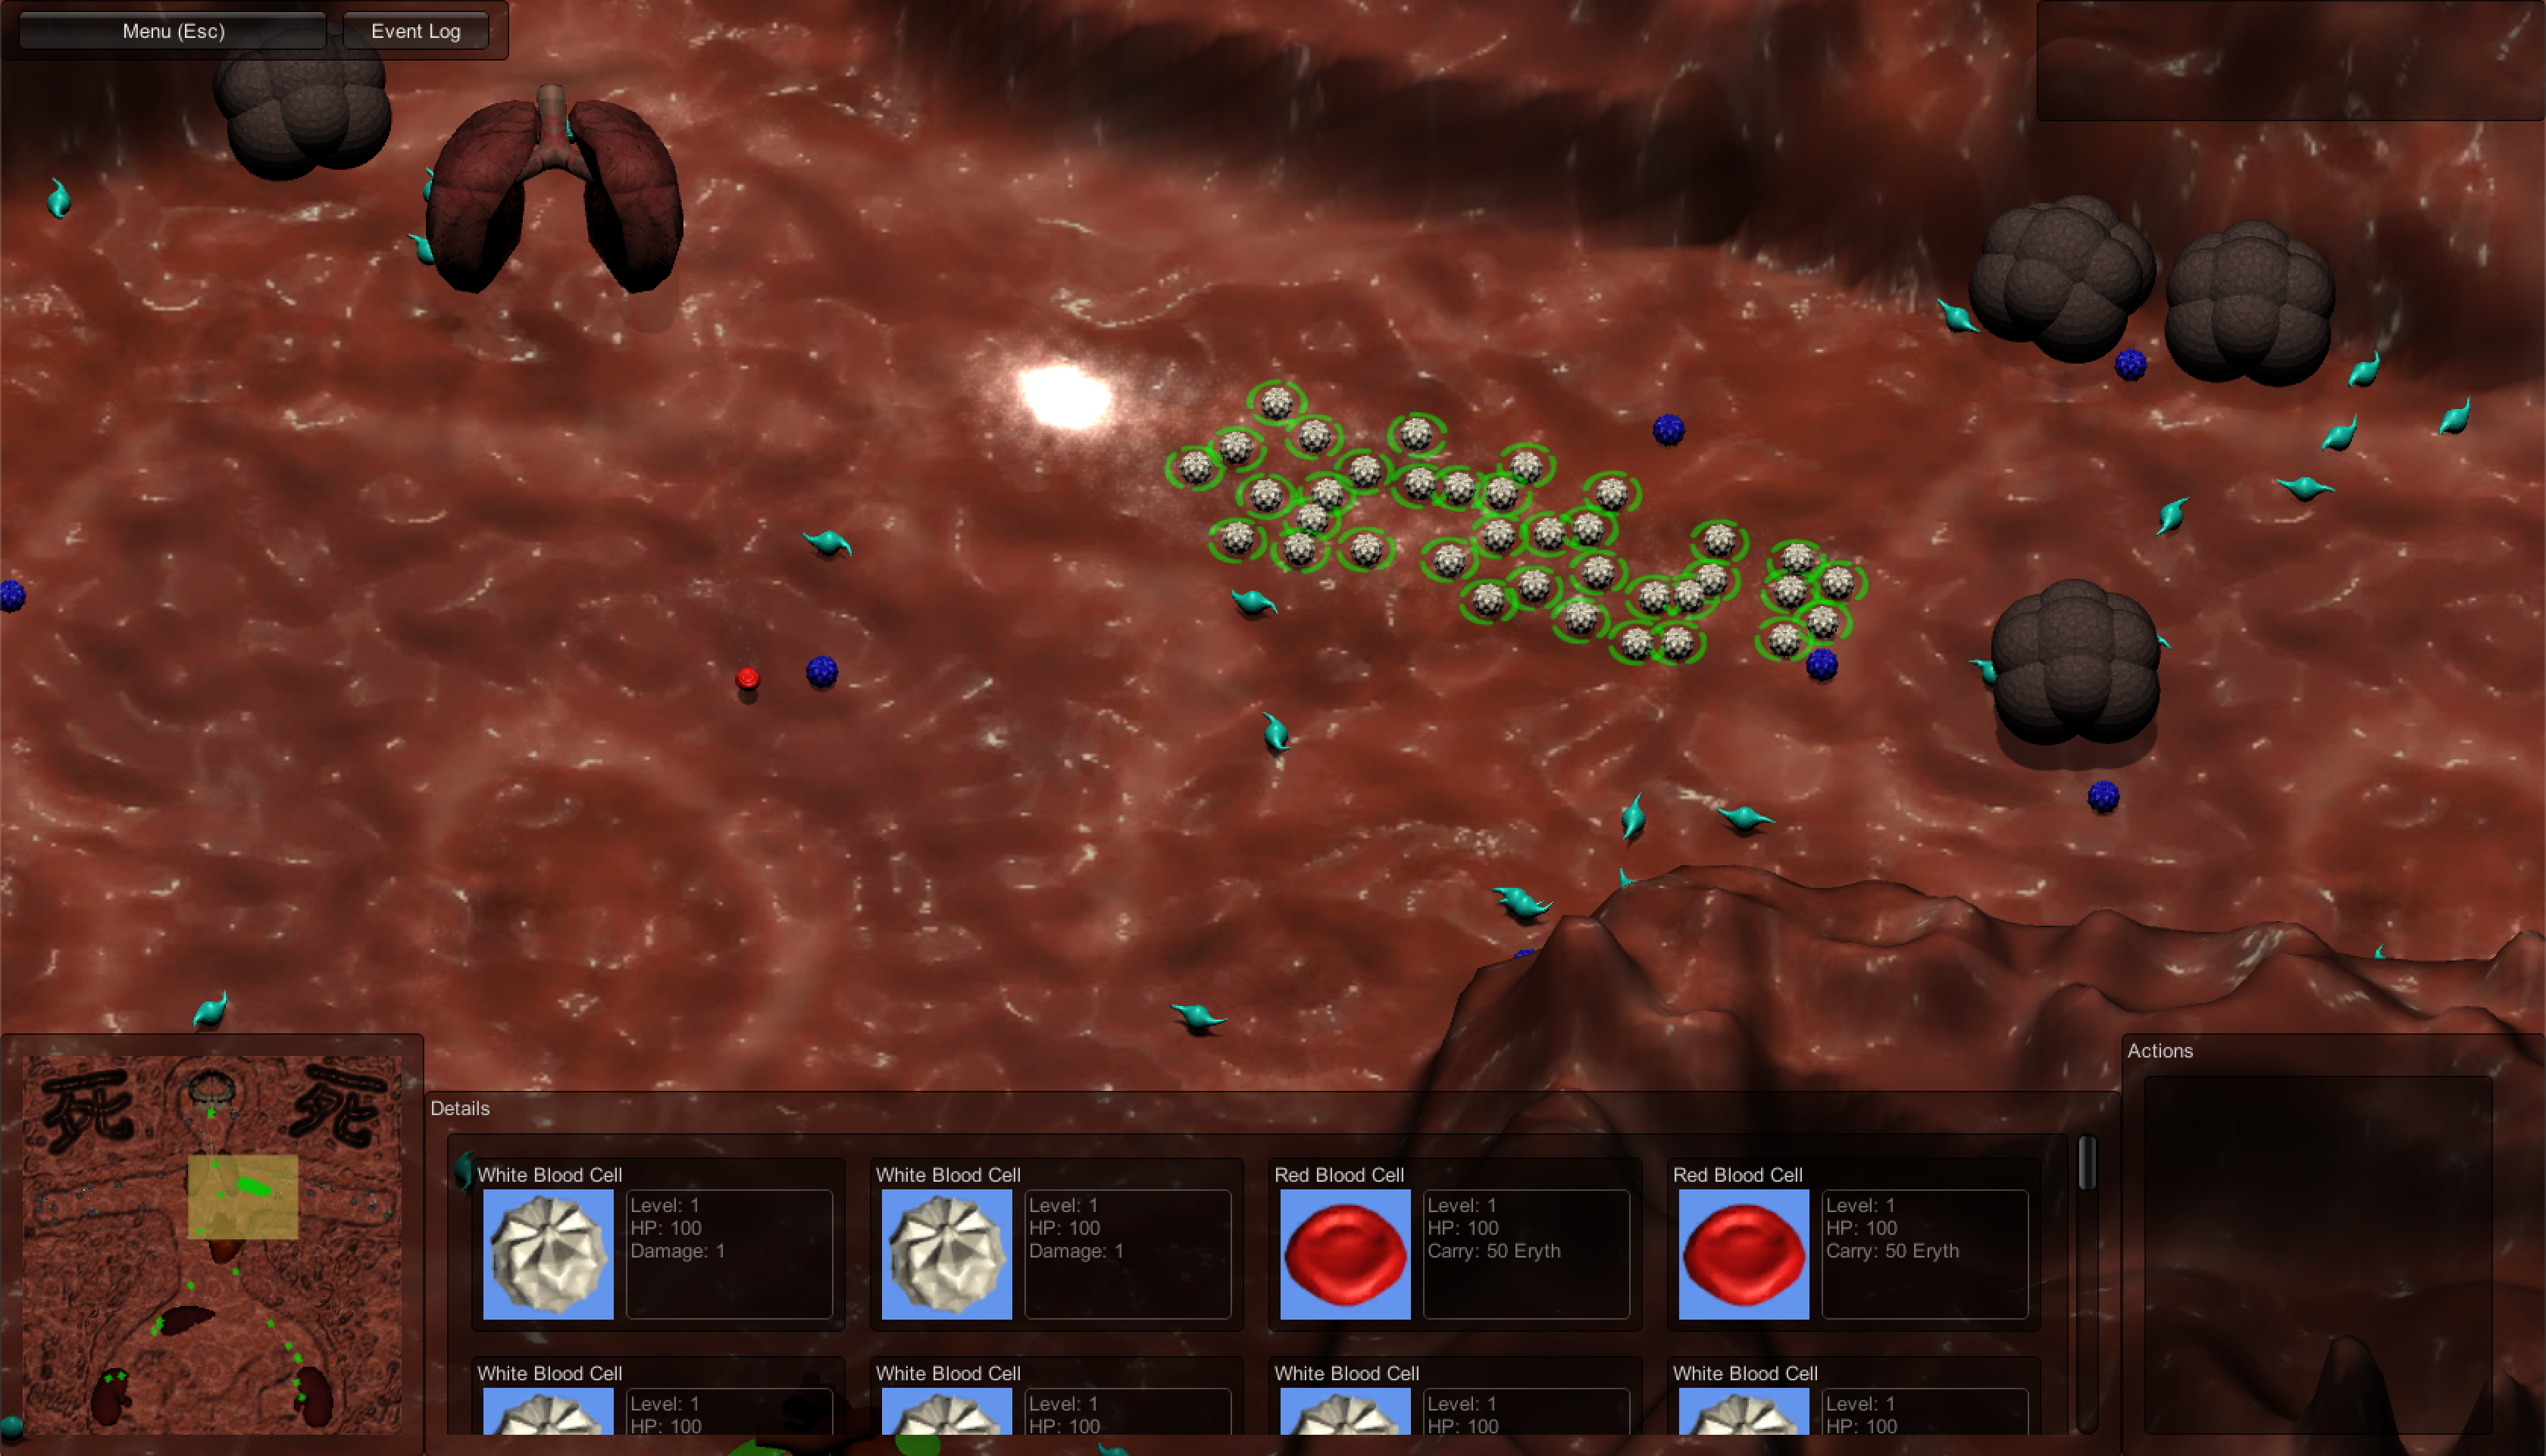 Menu (Esc)
Event Log
死
死
Actions
Details
White Blood Cell
Level: 1
HP: 100
Damage: 1
White Blood Cell
Level: 1
HP: 100
Damage: 1
Red Blood Cell
Level: 1
HP: 100
Carry: 50 Eryth
Red Blood Cell
Level: 1
HP: 100
Carry: 50 Eryth
White Blood Cell
Level: 1
HP: 100
White Blood Cell
Level: 1
HP: 100
White Blood Cell
Level: 1
HP: 100
White Blood Cell
Level: 1
HP: 100